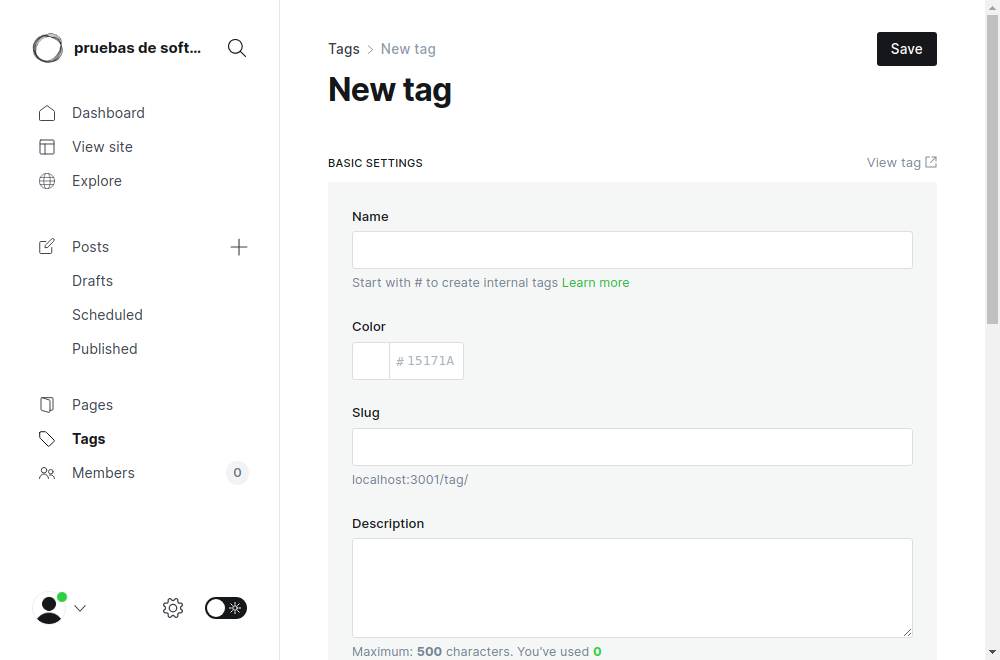 pruebas de soft...
Dashboard
View site
Explore
Posts
Drafts
Scheduled
Published
Pages
Tags
Members 0
Tags > New tag
Save
New tag
BASIC SETTINGS
View tag
Name
Start with # to create internal tags Learn more
Color
# 15171A
Slug
localhost:3001/tag/
Description
Maximum: 500 characters. You've used 0